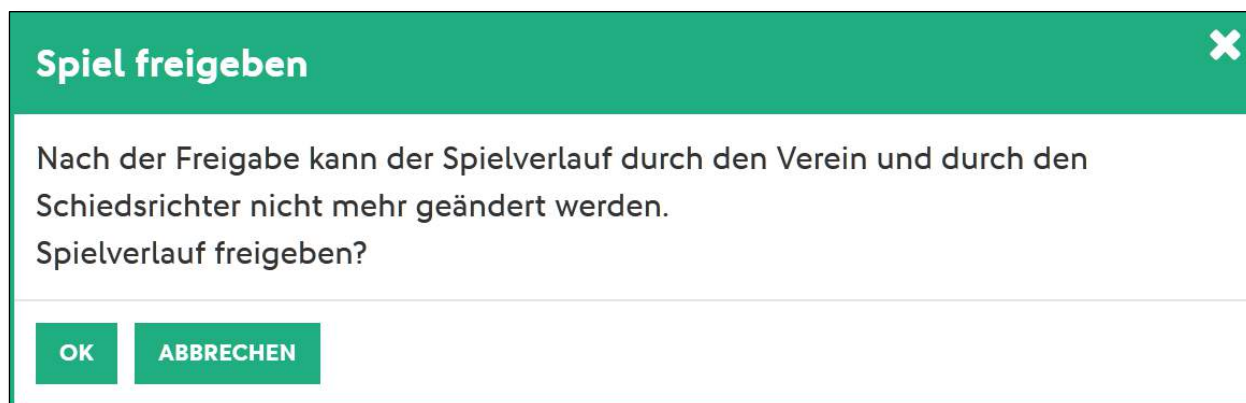 Spiel freigeben
Nach der Freigabe kann der Spielverlauf durch den Verein und durch den
Schiedsrichter nicht mehr geändert werden.
Spielverlauf freigeben?
OK ABBRECHEN